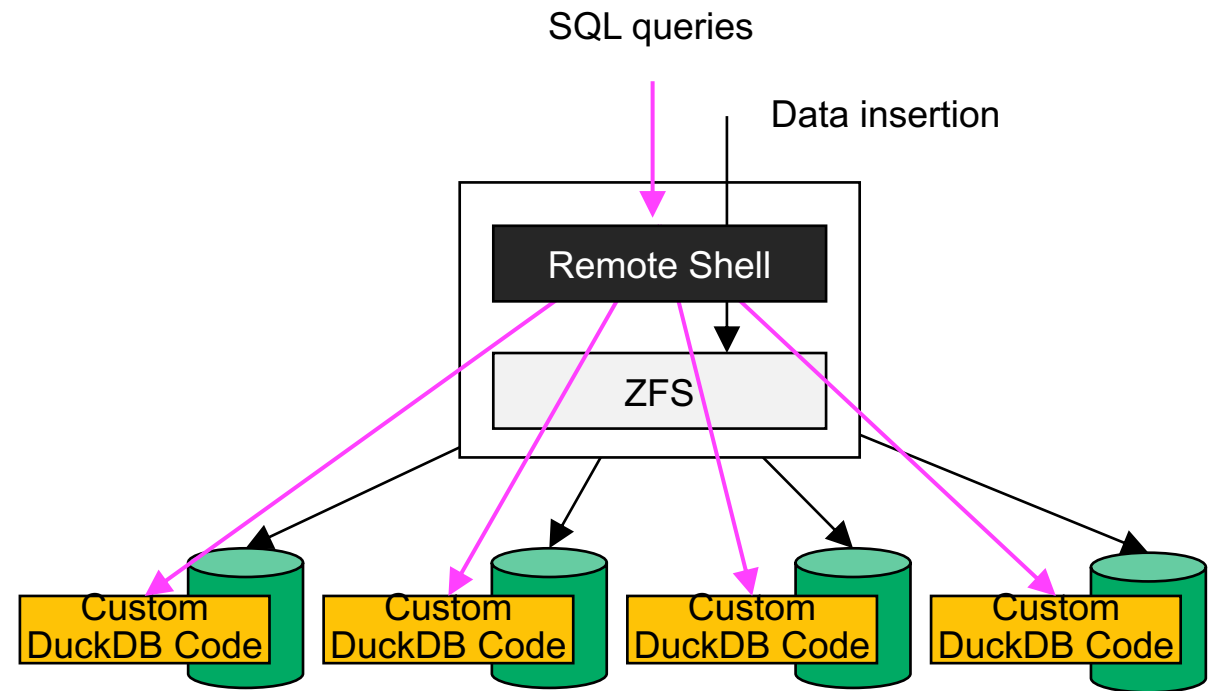 SQL queries
Data insertion
Remote Shell
ZFS
Custom
DuckDB Code
Custom
DuckDB Code
Custom
DuckDB Code
Custom
DuckDB Code